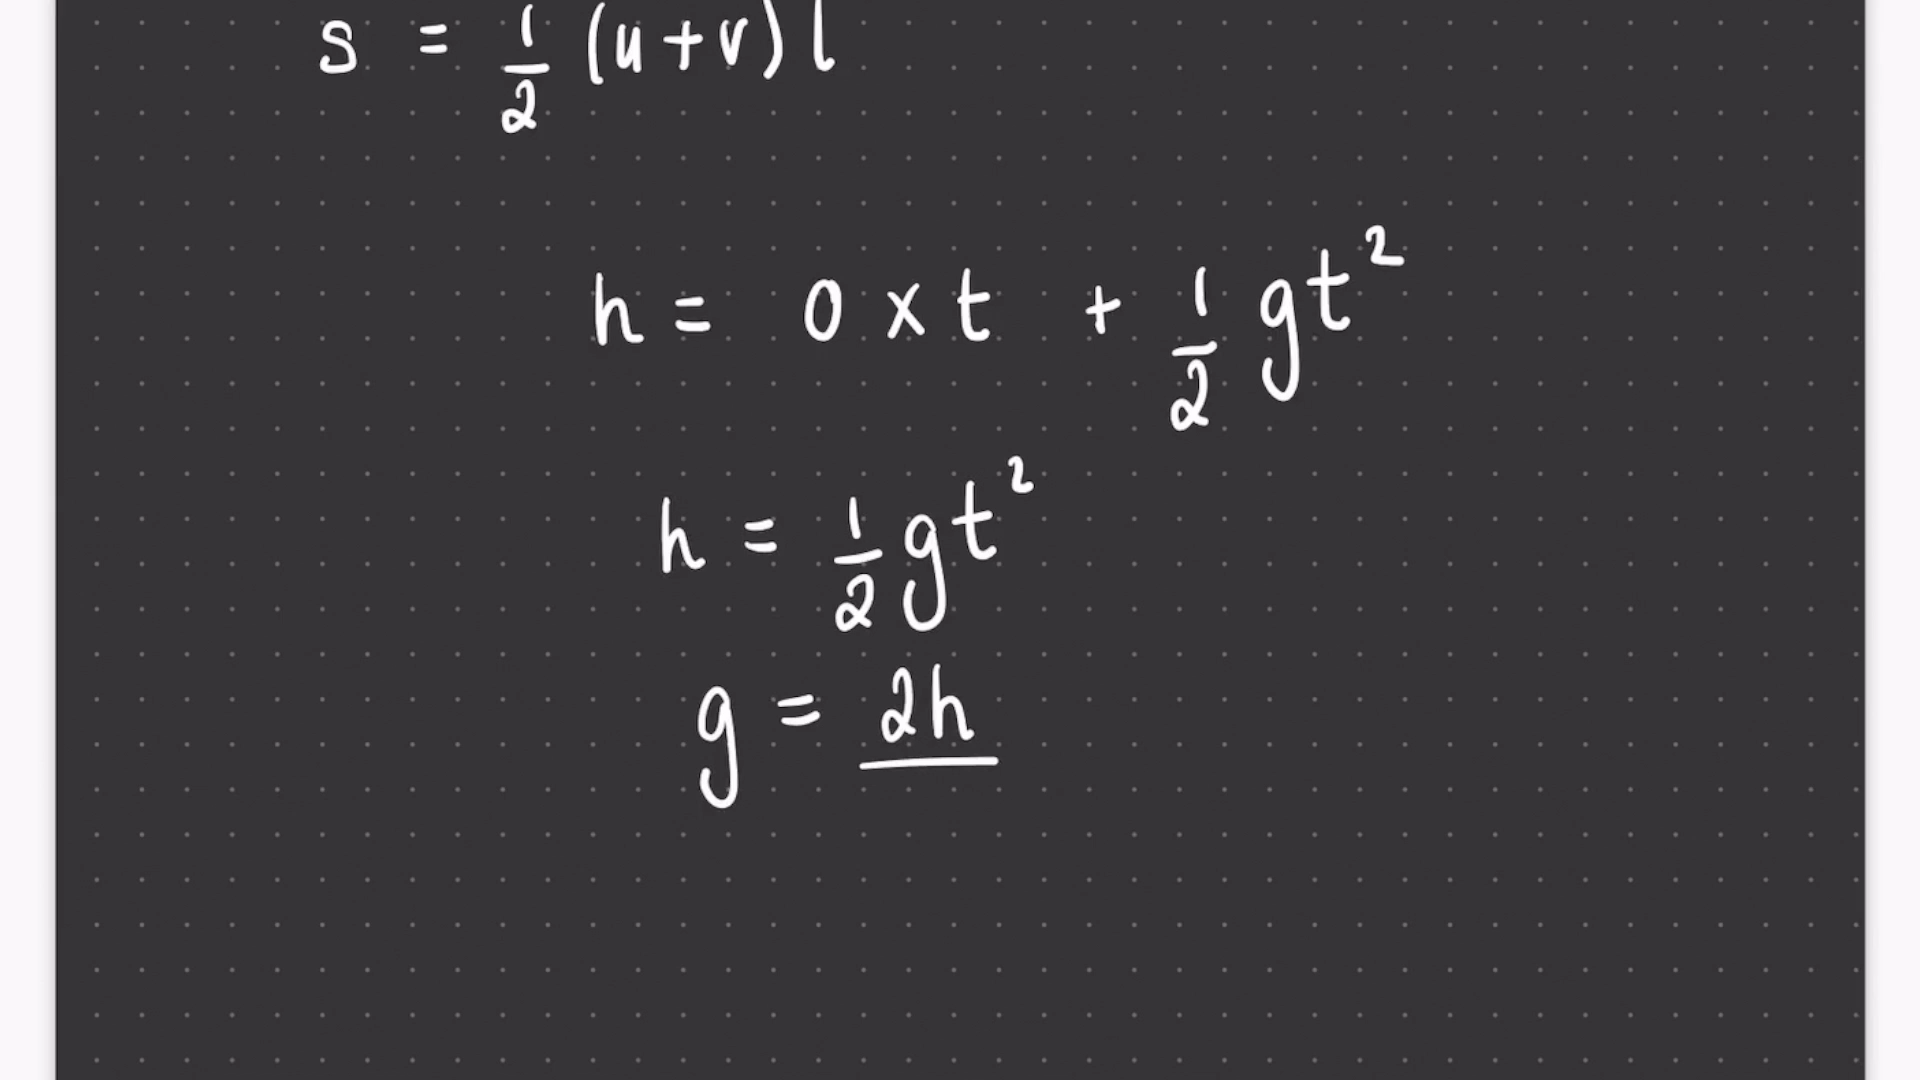 s = 1/2 (u+v) t
h = 0 x t + 1/2 gt²
h = 1/2 gt²
g = 2h